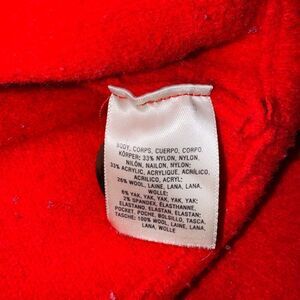 BODY, CORPS, CUERPO, CORPO,
KÖRPER: 33% NYLON, NYLON,
NILÓN, NAILON, NYLON;
33% ACRYLIC, ACRYLIQUE, ACRÍLICO,
ACRILICO, ACRYL;
26% WOOL, LAINE, LANA, LANA,
WOLLE;
6% YAK, YAK, YAK, YAK, YAK;
2% SPANDEX, ÉLASTHANNE,
ELASTANO, ELASTAN, ELASTAN
POCKET, POCHE, BOLSILLO, TASCA,
TASCHE: 100% WOOL, LAINE, LANA,
LANA, WOLLE